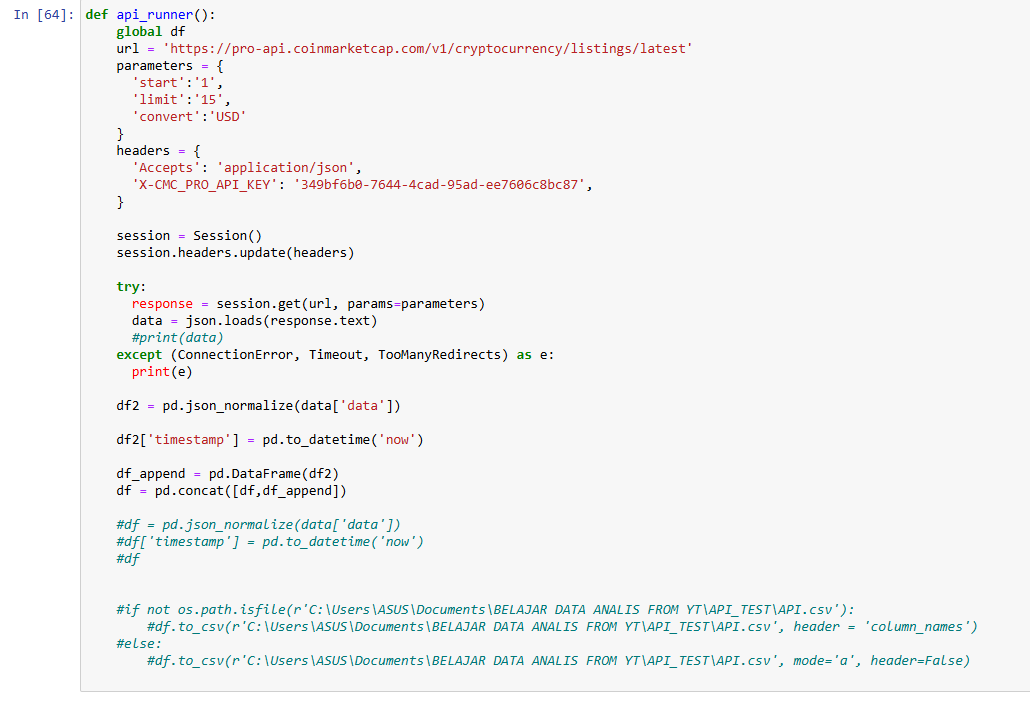 In [64]: def api_runner():
global df
url = 'https://pro-api.coinmarketcap.com/v1/cryptocurrency/listings/latest'
parameters = {
'start':'1',
'limit':'15',
'convert':'USD'
}
headers = {
'Accepts': 'application/json',
'X-CMC_PRO_API_KEY': '349bf6b0-7644-4cad-95ad-ee7606c8bc87',
}
session = Session()
session.headers.update(headers)
try:
response = session.get(url, params=parameters)
data = json.loads(response.text)
#print(data)
except (ConnectionError, Timeout, TooManyRedirects) as e:
print(e)
df2 = pd.json_normalize(data['data'])
df2['timestamp'] = pd.to_datetime('now')
df_append = pd.DataFrame(df2)
df = pd.concat([df,df_append])
#df = pd.json_normalize(data['data'])
#df['timestamp'] = pd.to_datetime('now')
#df
#if not os.path.isfile(r'C:\Users\ASUS\Documents\BELAJAR DATA ANALIS FROM YT\API_TEST\API.csv'):
#df.to_csv(r'C:\Users\ASUS\Documents\BELAJAR DATA ANALIS FROM YT\API_TEST\API.csv', header = 'column_names')
#else:
#df.to_csv(r'C:\Users\ASUS\Documents\BELAJAR DATA ANALIS FROM YT\API_TEST\API.csv', mode='a', header=False)